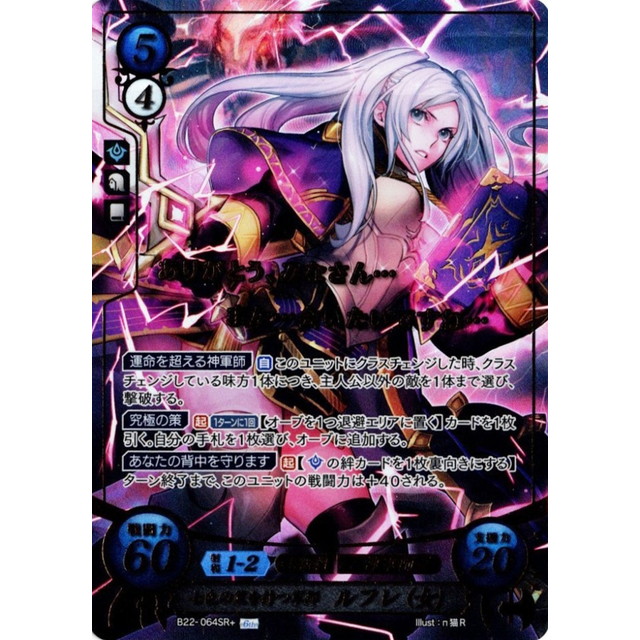 5
4
ありがとう、みなさん…
運命を超える神軍師 自 このユニットにクラスチェンジした時、クラス
チェンジしている味方1体につき、主人公以外の敵を1体まで選び、
撃破する。
究極の策 起 1ターンに1回 【オーブを1つ退避エリアに置く】カードを1枚
引く。自分の手札を1枚選び、オーブに追加する。
あなたの背中を守ります 起 【の絆カードを1枚裏向きにする】
ターン終了まで、このユニットの戦闘力は+40される。
戦闘力
60
射程 1-2
支援力
20
ルフレ(女)
B22-064SR+
Illust:n猫R